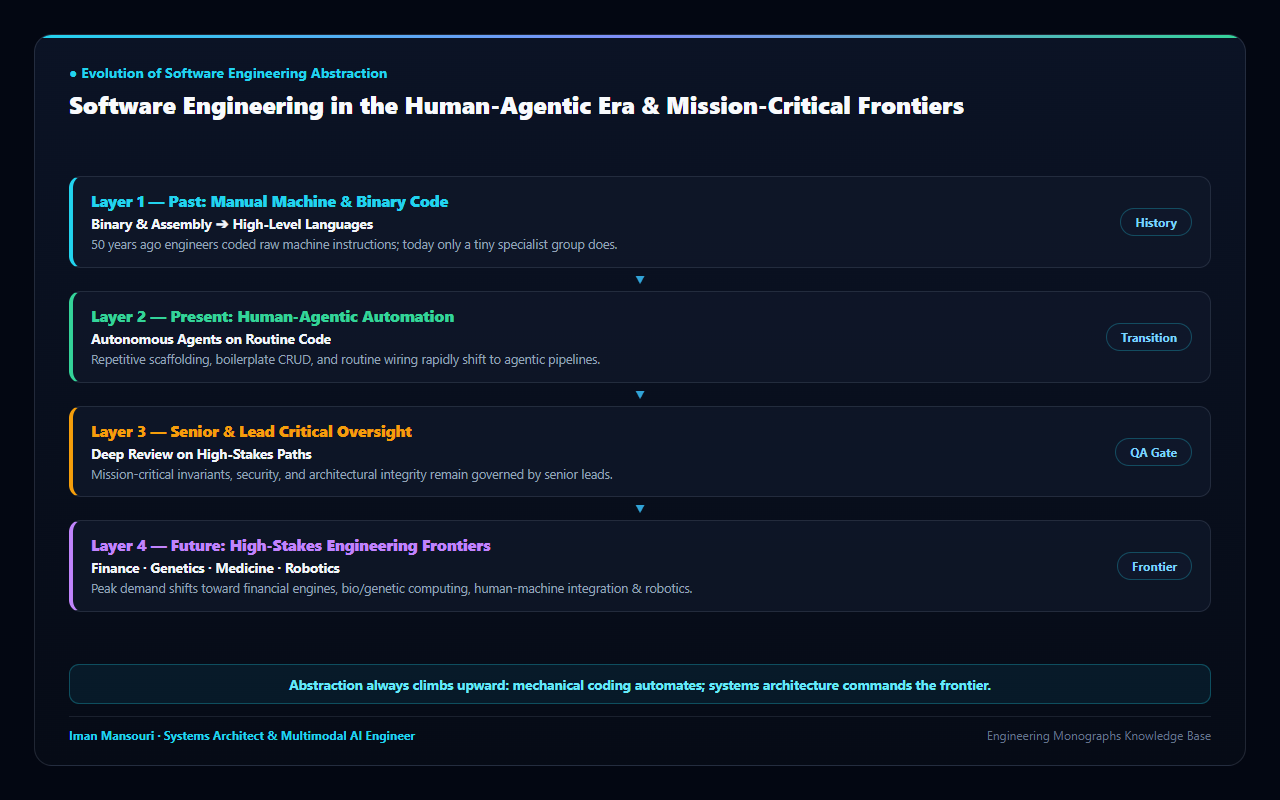 ● Evolution of Software Engineering Abstraction
Software Engineering in the Human-Agentic Era & Mission-Critical Frontiers
Layer 1 — Past: Manual Machine & Binary Code
Binary & Assembly ➔ High-Level Languages
50 years ago engineers coded raw machine instructions; today only a tiny specialist group does.
History
▼
Layer 2 — Present: Human-Agentic Automation
Autonomous Agents on Routine Code
Repetitive scaffolding, boilerplate CRUD, and routine wiring rapidly shift to agentic pipelines.
Transition
▼
Layer 3 — Senior & Lead Critical Oversight
Deep Review on High-Stakes Paths
Mission-critical invariants, security, and architectural integrity remain governed by senior leads.
QA Gate
▼
Layer 4 — Future: High-Stakes Engineering Frontiers
Finance · Genetics · Medicine · Robotics
Peak demand shifts toward financial engines, bio/genetic computing, human-machine integration & robotics.
Frontier
Abstraction always climbs upward: mechanical coding automates; systems architecture commands the frontier.
Iman Mansouri · Systems Architect & Multimodal AI Engineer
Engineering Monographs Knowledge Base